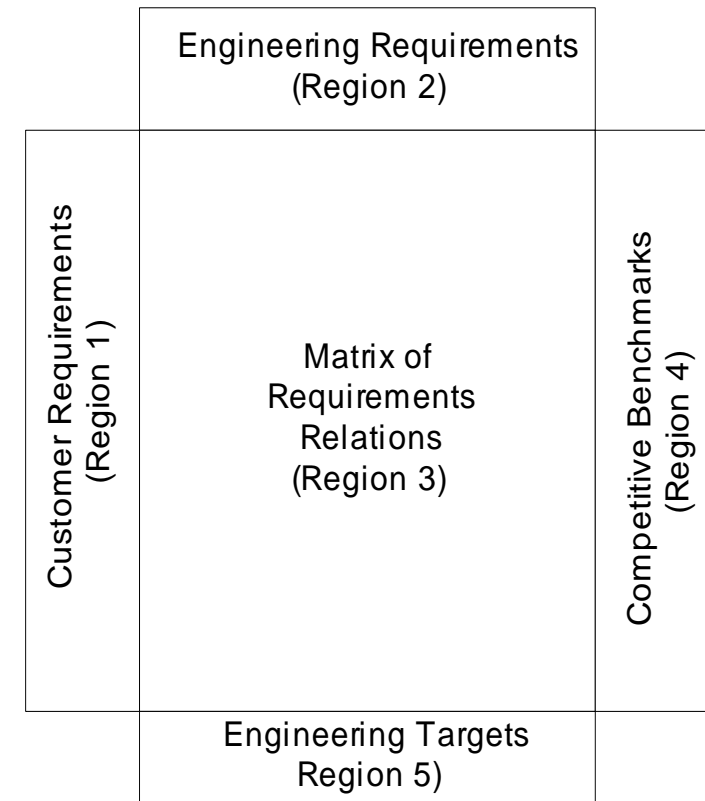 Engineering Requirements
(Region 2)
Customer Requirements
(Region 1)
Matrix of
Requirements
Relations
(Region 3)
Competitive Benchmarks
(Region 4)
Engineering Targets
Region 5)